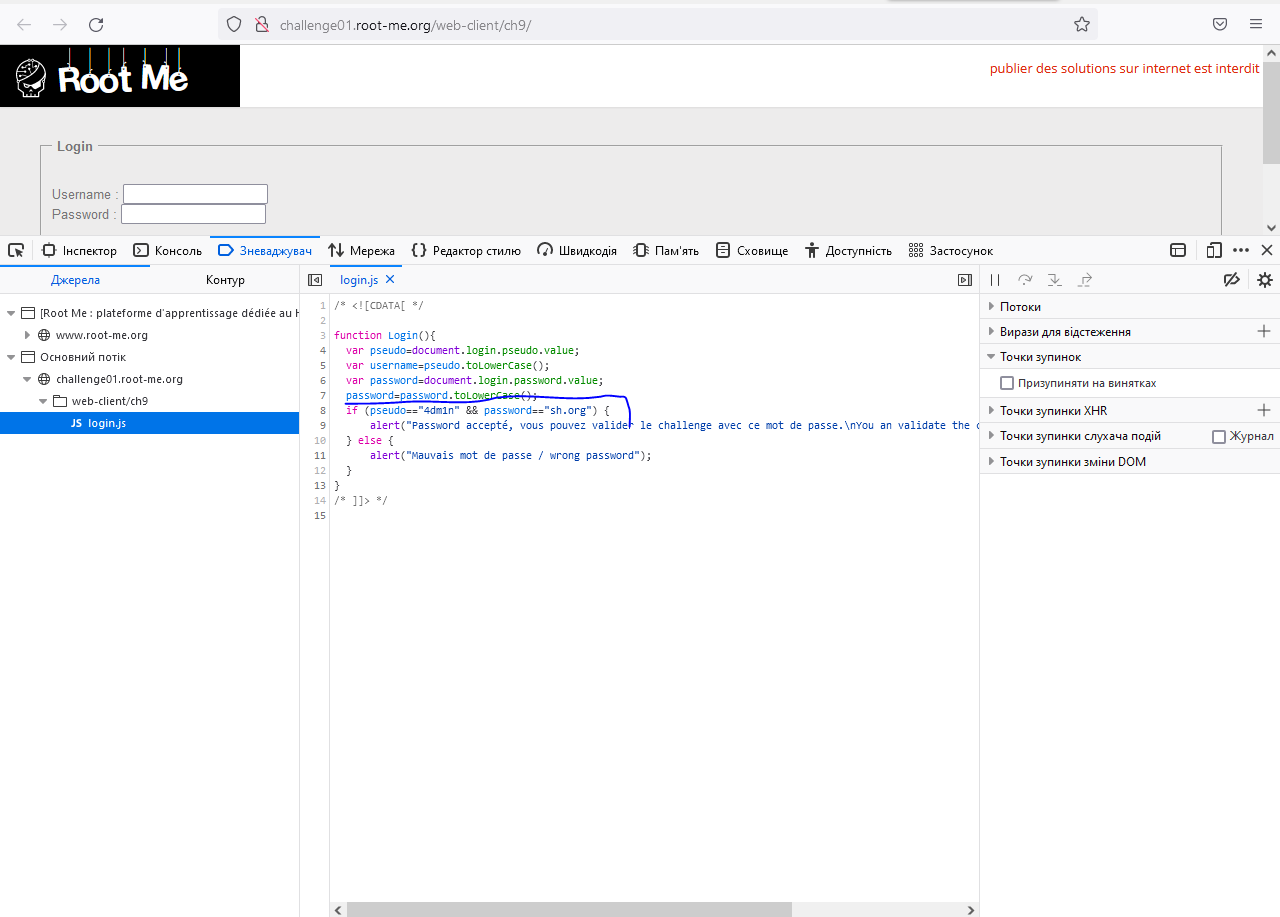 challenge01.root-me.org/web-client/ch9/
Root Me
publier des solutions sur internet est interdit
Login
Username :
Password :
Інспектор Консоль Зневаджувач Мережа Редактор стилю Швидкодія Пам'ять Сховище Доступність Застосунок
Джерела Контур
login.js
[Root Me : plateforme d'apprentissage dédiée au H
www.root-me.org
Основний потік
challenge01.root-me.org
web-client/ch9
JS login.js
1 /* <![CDATA[ */
2
3 function Login(){
4 var pseudo=document.login.pseudo.value;
5 var username=pseudo.toLowerCase();
6 var password=document.login.password.value;
7 password=password.toLowerCase();
8 if (pseudo=="4dm1n" && password=="sh.org") {
9 alert("Password accepté, vous pouvez valider le challenge avec ce mot de passe.\nYou an validate the c
10 } else {
11 alert("Mauvais mot de passe / wrong password");
12 }
13 }
14 /* ]]> */
15
Потоки
Вирази для відстеження
Точки зупинок
Призупиняти на винятках
Точки зупинки XHR
Точки зупинки слухача подій Журнал
Точки зупинки зміни DOM